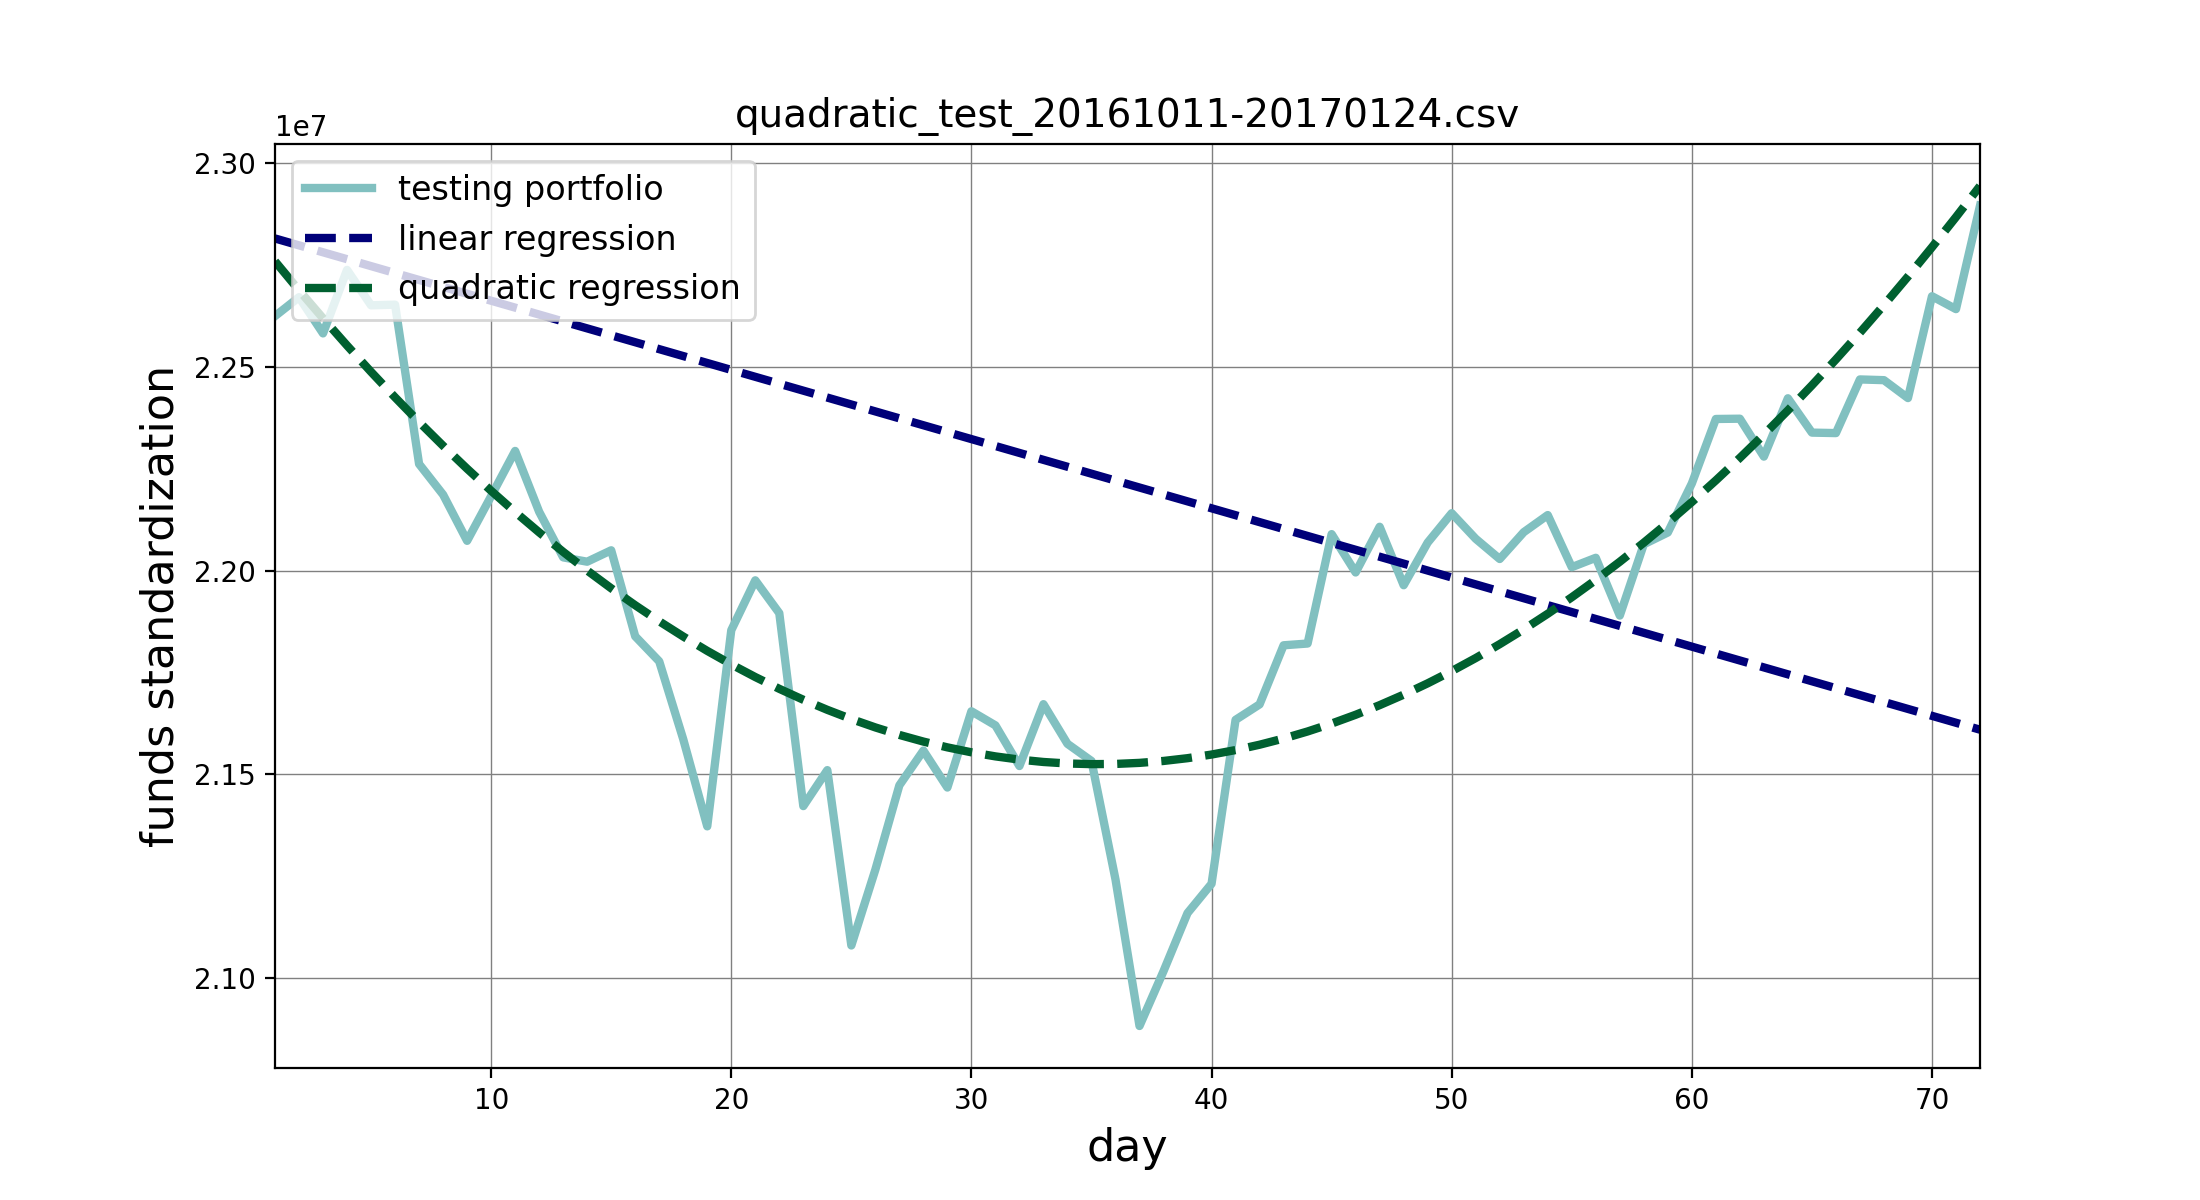 quadratic_test_20161011-20170124.csv
1e7
2.30
2.25
2.20
2.15
2.10
funds standardization
testing portfolio
linear regression
quadratic regression
10 20 30 40 50 60 70
day